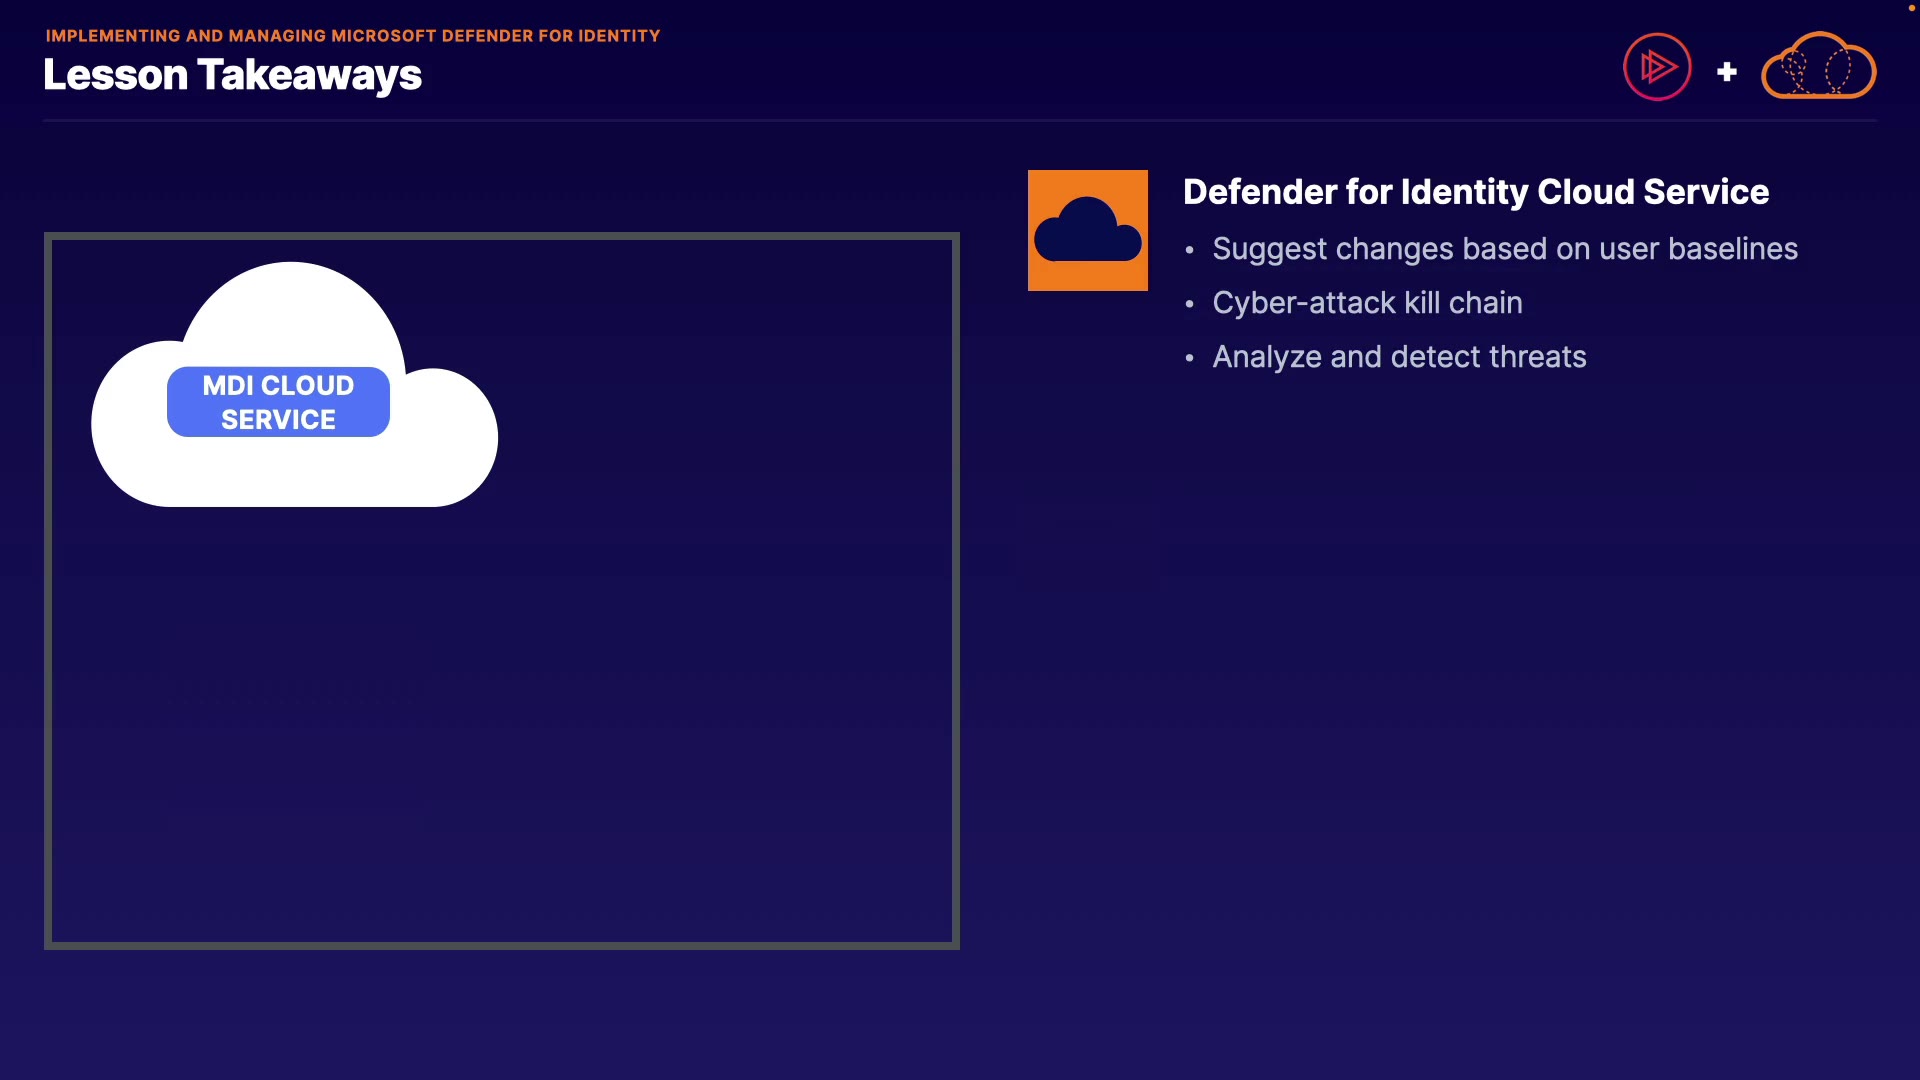 IMPLEMENTING AND MANAGING MICROSOFT DEFENDER FOR IDENTITY
Lesson Takeaways
+
MDI CLOUD
SERVICE
Defender for Identity Cloud Service
• Suggest changes based on user baselines
• Cyber-attack kill chain
• Analyze and detect threats